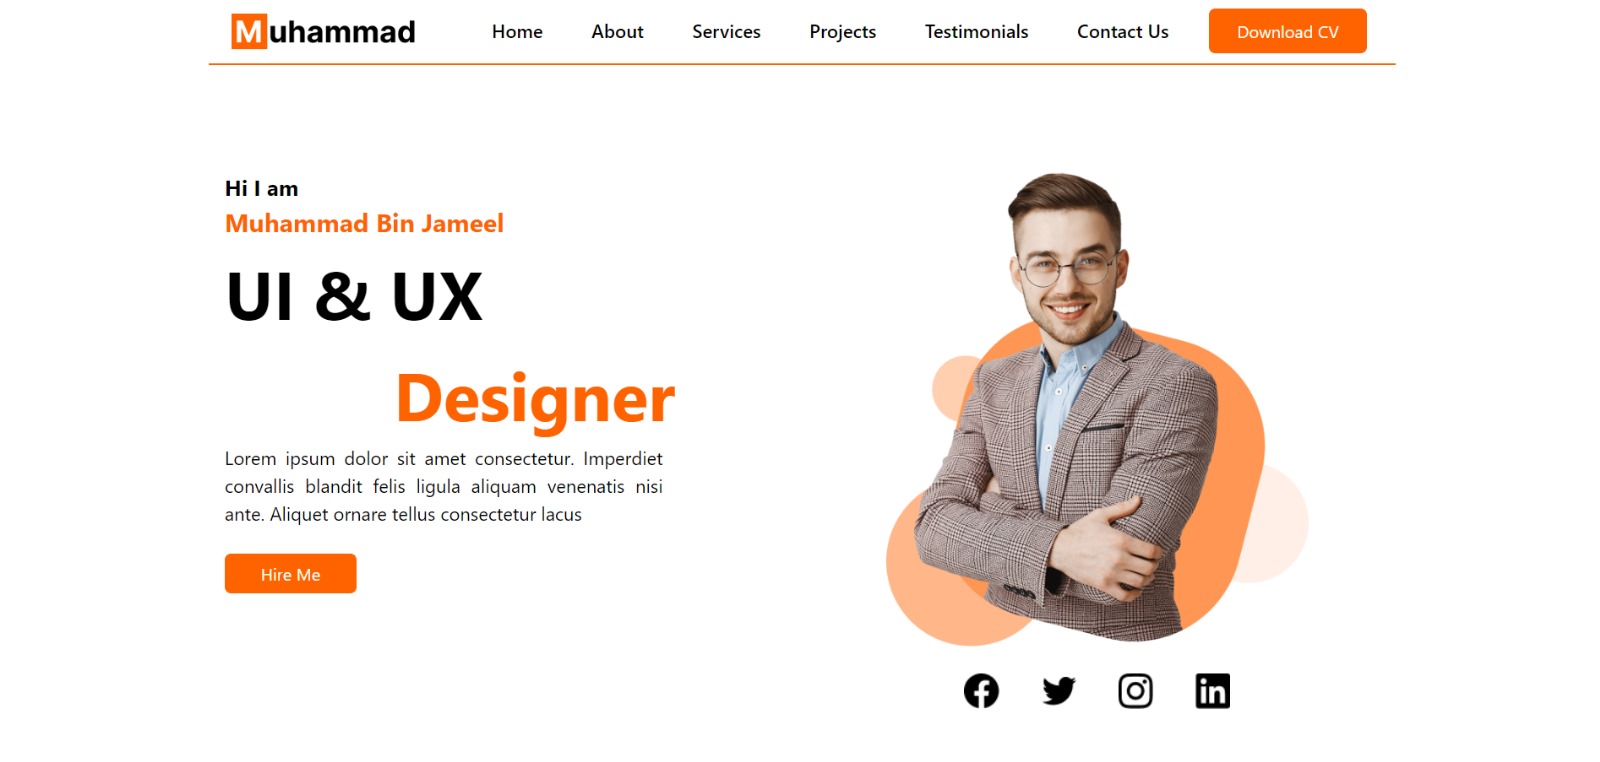 Muhammad Home About Services Projects Testimonials Contact Us Download CV
Hi I am
Muhammad Bin Jameel
UI & UX
Designer
Lorem ipsum dolor sit amet consectetur. Imperdiet
convallis blandit felis ligula aliquam venenatis nisi
ante. Aliquet ornare tellus consectetur lacus
Hire Me